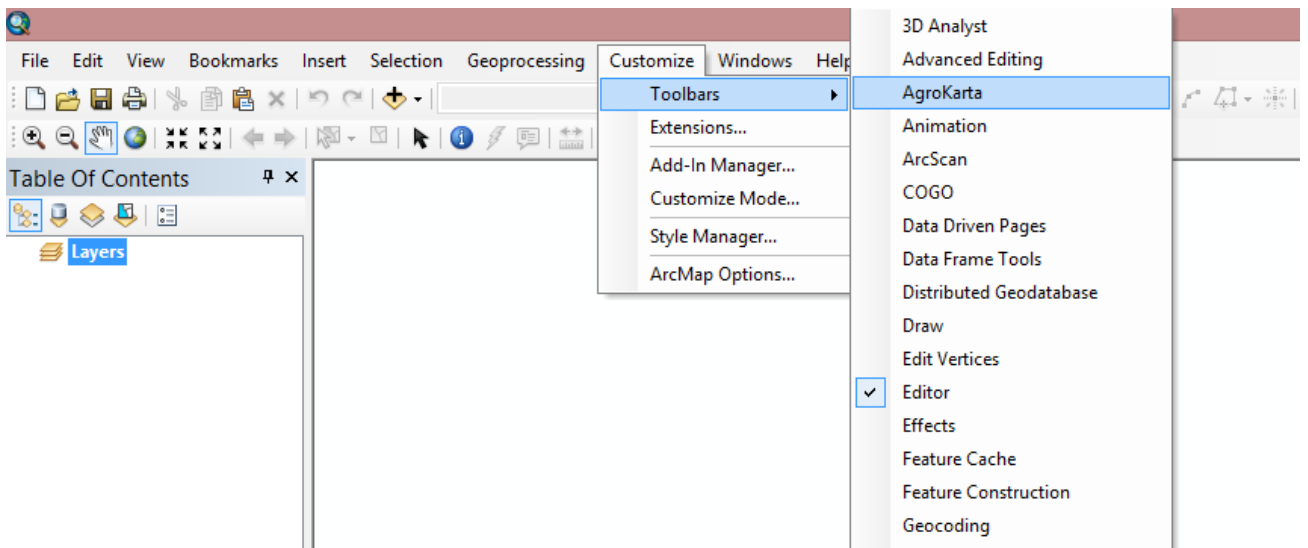 File Edit View Bookmarks Insert Selection Geoprocessing Customize Windows Help
Table Of Contents
Layers
Toolbars
Extensions...
Add-In Manager...
Customize Mode...
Style Manager...
ArcMap Options...
3D Analyst
Advanced Editing
AgroKarta
Animation
ArcScan
COGO
Data Driven Pages
Data Frame Tools
Distributed Geodatabase
Draw
Edit Vertices
Editor
Effects
Feature Cache
Feature Construction
Geocoding